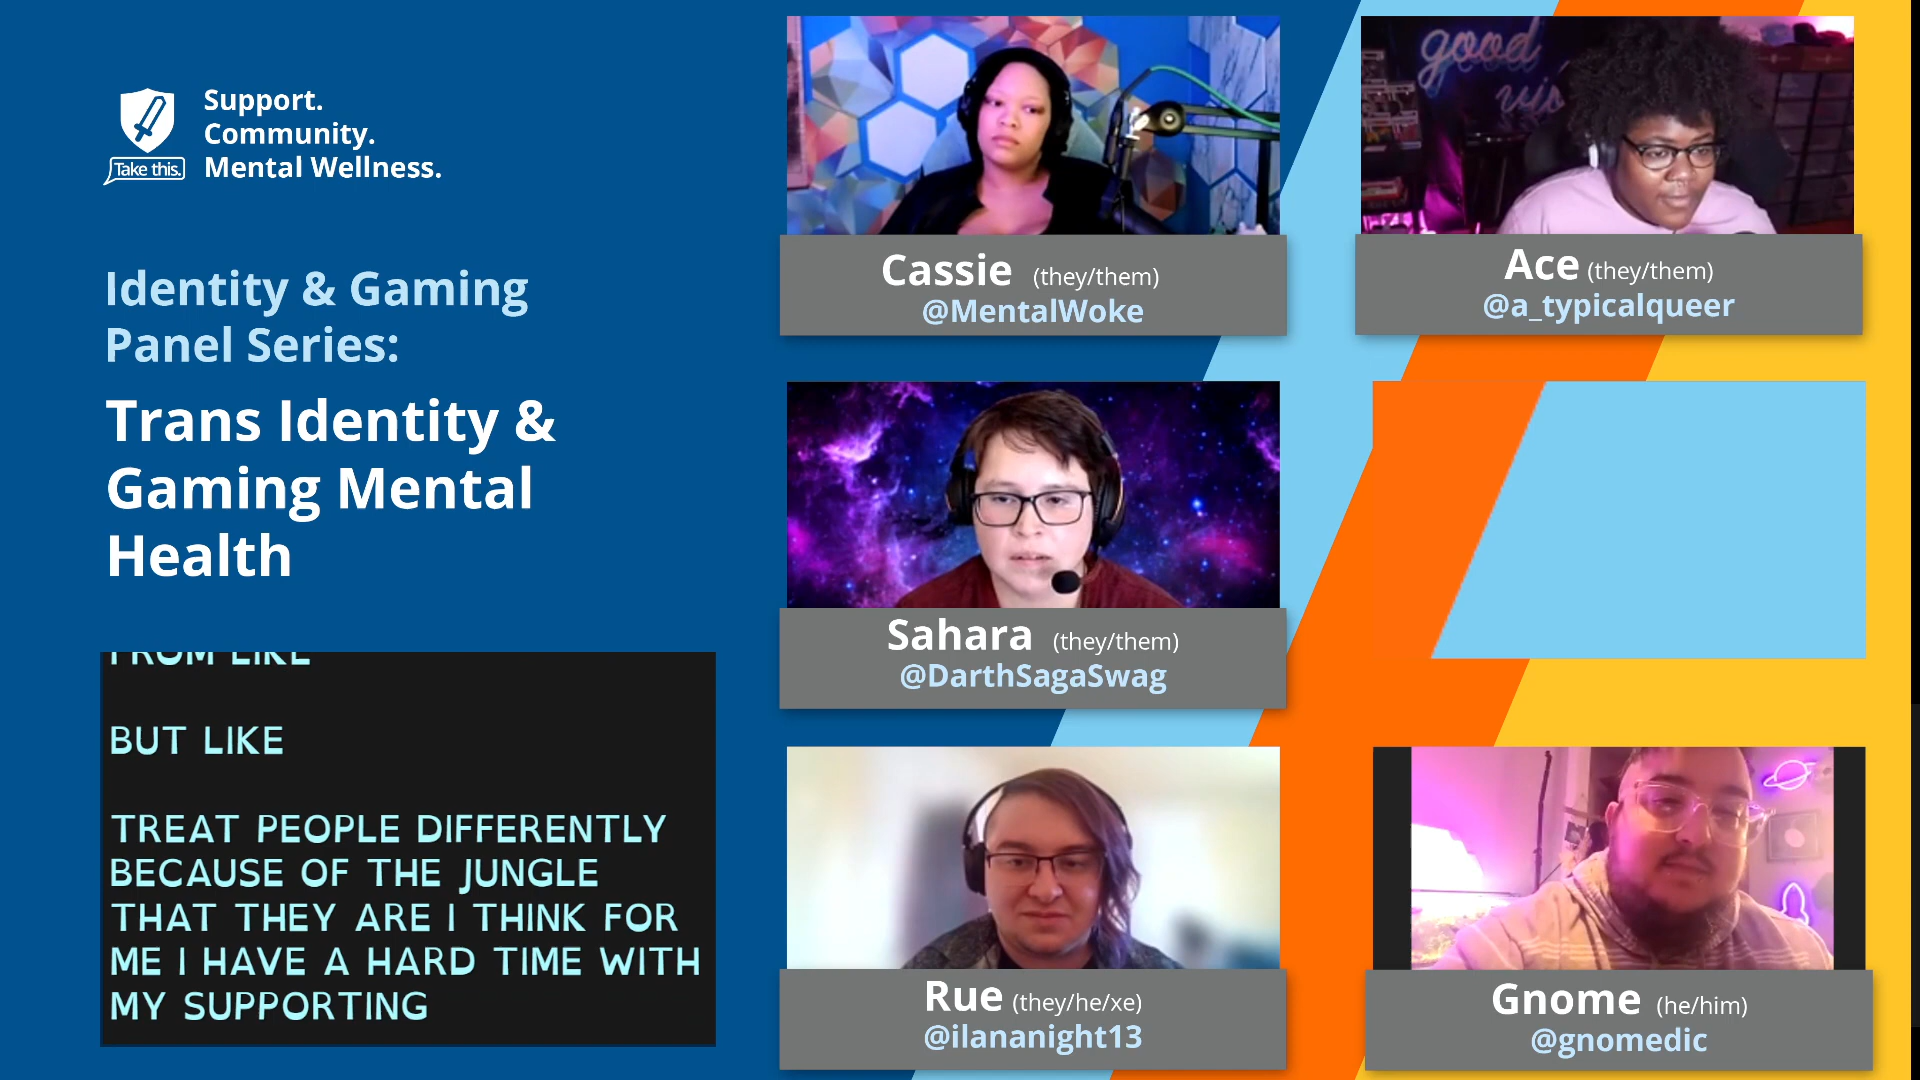 Support.
Community.
Mental Wellness.
Take this.
Identity & Gaming
Panel Series:
Trans Identity &
Gaming Mental
Health
FROM LIKE
BUT LIKE
TREAT PEOPLE DIFFERENTLY
BECAUSE OF THE JUNGLE
THAT THEY ARE I THINK FOR
ME I HAVE A HARD TIME WITH
MY SUPPORTING
Cassie (they/them)
@MentalWoke
good
Ace (they/them)
@a_typicalqueer
Sahara (they/them)
@DarthSagaSwag
Rue (they/he/xe)
@ilananight13
Gnome (he/him)
@gnomedic